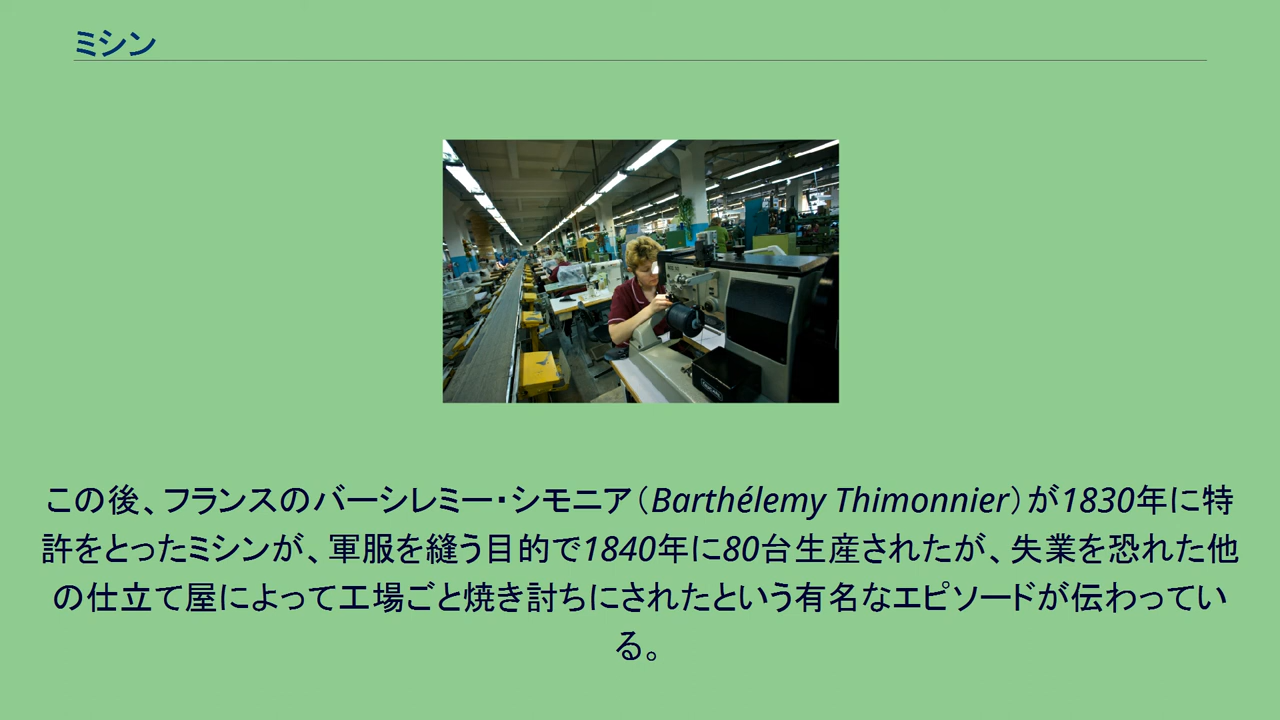 ミシン
この後、フランスのバーシレミー・シモニア（Barthélemy Thimonnier）が1830年に特
許をとったミシンが、軍服を縫う目的で1840年に80台生産されたが、失業を恐れた他
の仕立て屋によって工場ごと焼き討ちにされたという有名なエピソードが伝わってい
る。